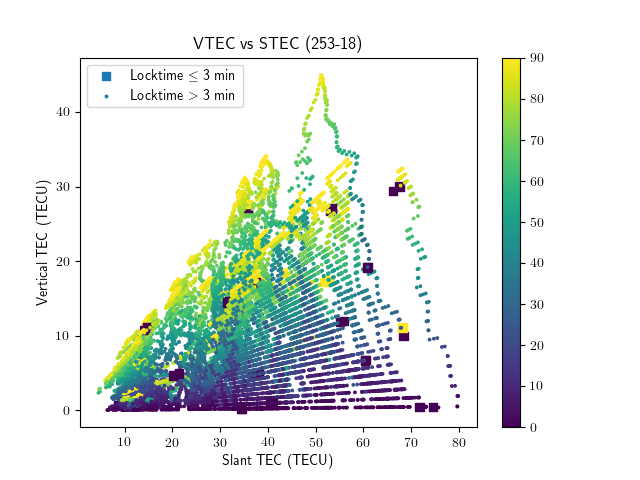 VTEC vs STEC (253-18)
Locktime ≤ 3 min
Locktime > 3 min
Vertical TEC (TECU)
40
30
20
10
0
10 20 30 40 50 60 70 80
Slant TEC (TECU)
90
80
70
60
50
40
30
20
10
0